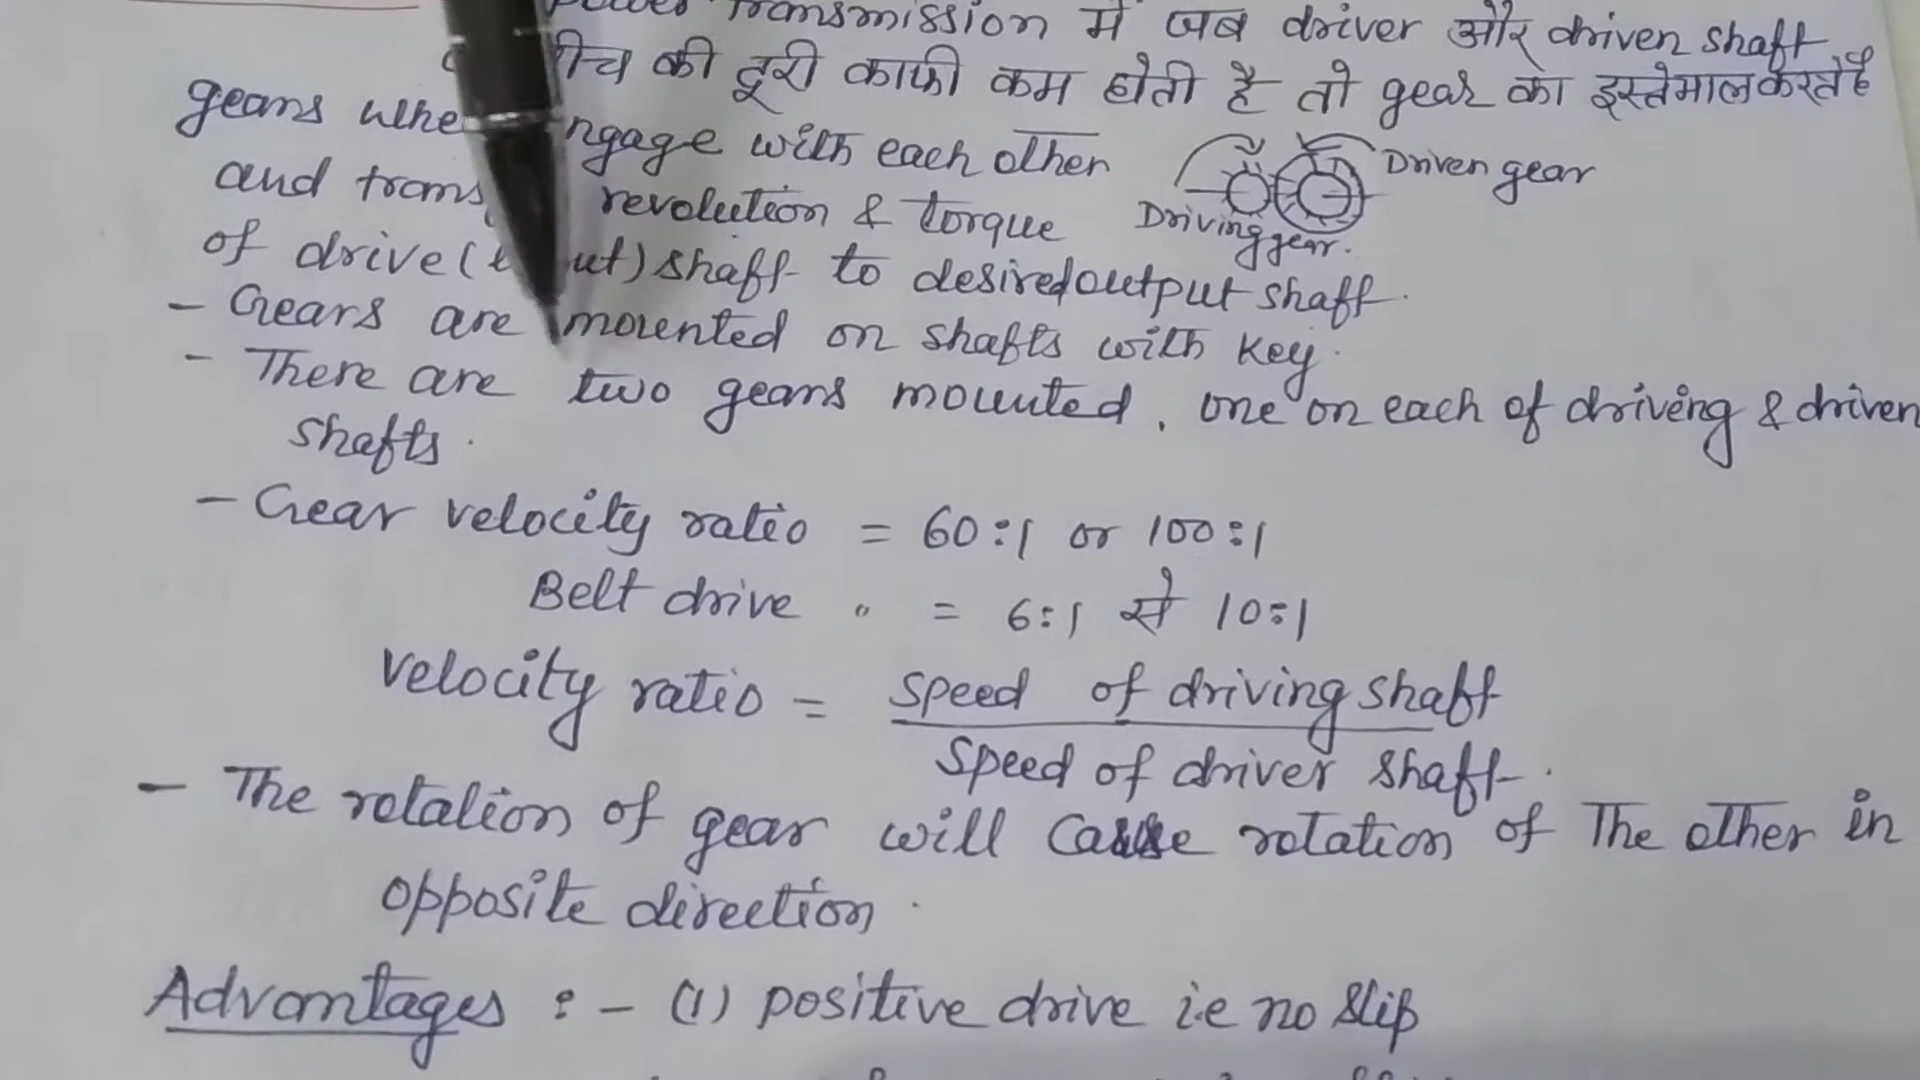 power Transmission में जब driver और driven shaft
की दूरी काफी कम होती है तो gear का इस्तेमाल करते है
gears with each other
Driven gear
and revolution & torque
Driving gear.
of drive shaft to desired output shaft.
- Gears are mounted on shafts with key.
- There are two gears mounted, one on each of driving & driven
shafts.
- Gear velocity ratio = 60:1 or 100:1
Belt drive " = 6:1 से 10:1
Velocity ratio = Speed of driving shaft
Speed of driver shaft.
- The rotation of gear will cause rotation of The other in
opposite direction.
Advantages :- (1) positive drive i.e no slip